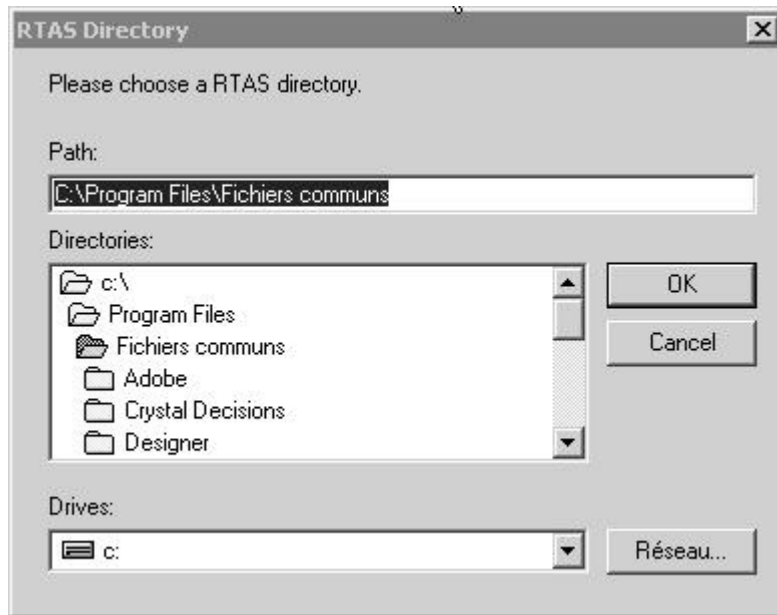 RTAS Directory
Please choose a RTAS directory.
Path:
C:\Program Files\Fichiers communs
Directories:
c:\
Program Files
Fichiers communs
Adobe
Crystal Decisions
Designer
OK
Cancel
Drives:
c:
Réseau...